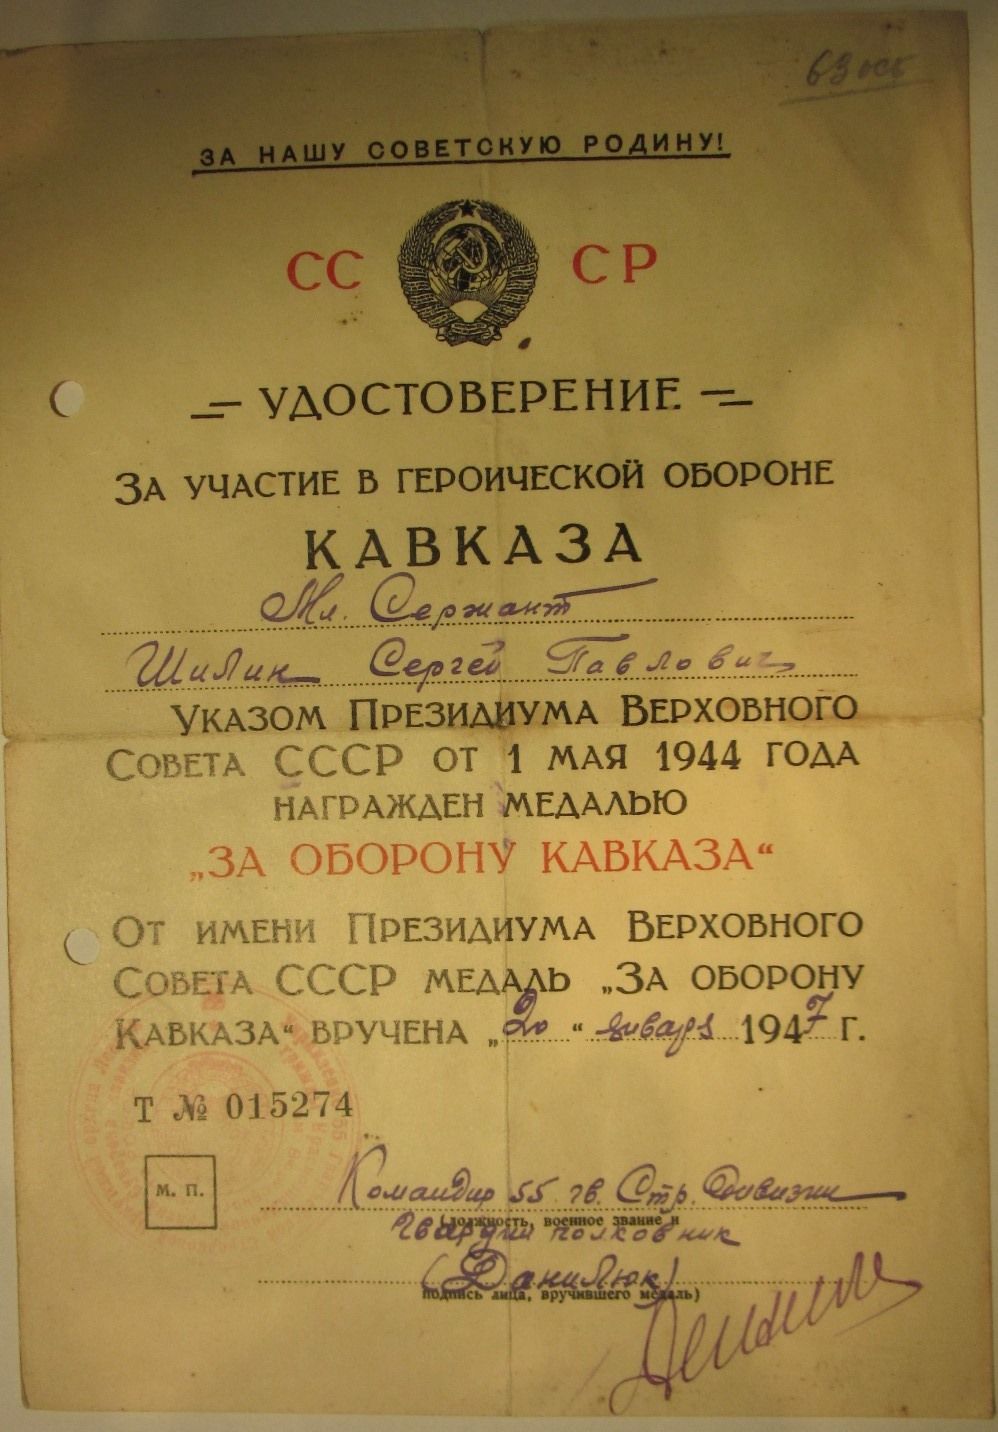 ЗА НАШУ СОВЕТСКУЮ РОДИНУ!
СССР
УДОСТОВЕРЕНИЕ
ЗА УЧАСТИЕ В ГЕРОИЧЕСКОЙ ОБОРОНЕ
КАВКАЗА
Мл. Сержант
Шилин Сергей Павлович
УКАЗОМ ПРЕЗИДИУМА ВЕРХОВНОГО
СОВЕТА СССР ОТ 1 МАЯ 1944 ГОДА
НАГРАЖДЕН МЕДАЛЬЮ
„ЗА ОБОРОНУ КАВКАЗА“
ОТ ИМЕНИ ПРЕЗИДИУМА ВЕРХОВНОГО
СОВЕТА СССР МЕДАЛЬ „ЗА ОБОРОНУ
КАВКАЗА“ ВРУЧЕНА „20“ января 1947 Г.
Т № 015274
М. П.
Командир 55 гв. Стр. Дивизии
(должность, военное звание и
Гвардии полковник
(Данилюк)
подпись лица, вручившего медаль)